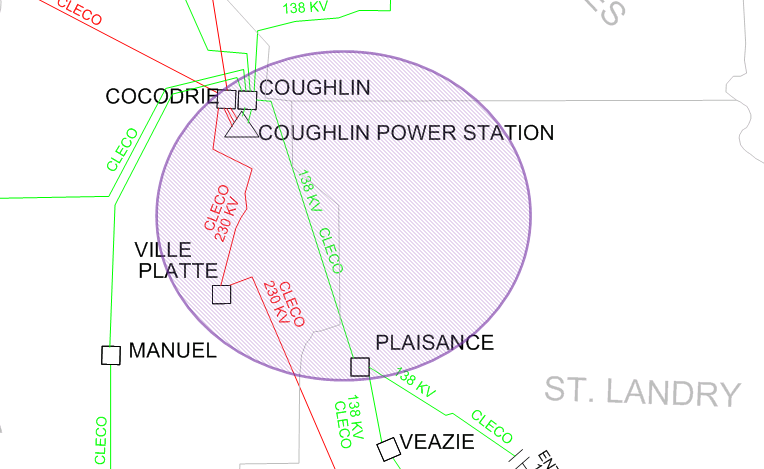 CLECO
138 KV
ES
COUGHLIN
COCODRIE
COUGHLIN POWER STATION
CLECO
138 KV
CLECO
230 KV
CLECO
VILLE
PLATTE
CLECO
230 KV
MANUEL
PLAISANCE
138 KV
ST. LANDRY
138 KV
CLECO
CLECO
CLECO
VEAZIE